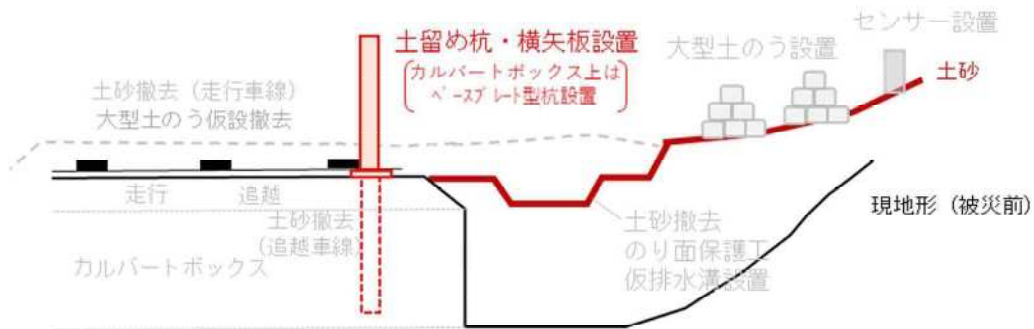 センサー設置
土留め杭・横矢板設置
大型土のう設置
カルバートボックス上は
ベースプレート型杭設置
土砂
土砂撤去（走行車線）
大型土のう仮設撤去
走行
追越
現地形（被災前）
土砂撤去
（追越車線）
土砂撤去
のり面保護工
仮排水溝設置
カルバートボックス